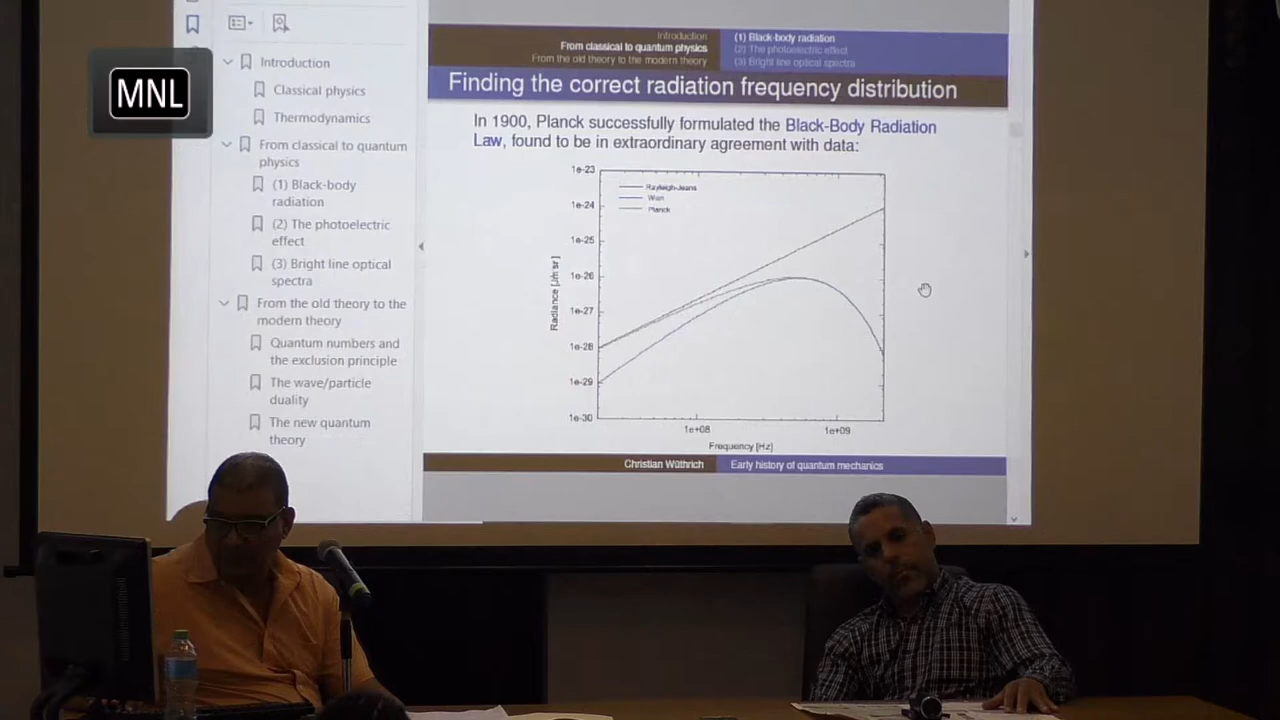 MNL
Introduction
Classical physics
Thermodynamics
From classical to quantum
physics
(1) Black-body
radiation
(2) The photoelectric
effect
(3) Bright line optical
spectra
From the old theory to the
modern theory
Quantum numbers and
the exclusion principle
The wave/particle
duality
The new quantum
theory
Introduction
From classical to quantum physics
From the old theory to the modern theory
(1) Black-body radiation
(2) The photoelectric effect
(3) Bright line optical spectra
Finding the correct radiation frequency distribution
In 1900, Planck successfully formulated the Black-Body Radiation
Law, found to be in extraordinary agreement with data:
1e-23
1e-24
1e-25
1e-26
1e-27
1e-28
1e-29
1e-30
Rayleigh-Jeans
Wien
Planck
Radiance
1e+08
1e+09
Frequency [Hz]
Christian Wüthrich
Early history of quantum mechanics